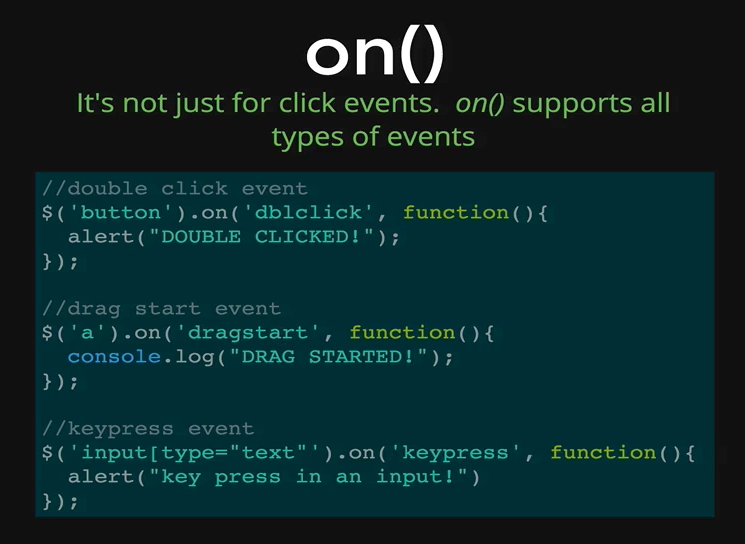 on()
It's not just for click events.  on() supports all
types of events
//double click event
$('button').on('dblclick', function(){
  alert("DOUBLE CLICKED!");
});
//drag start event
$('a').on('dragstart', function(){
  console.log("DRAG STARTED!");
});
//keypress event
$('input[type="text"').on('keypress', function(){
  alert("key press in an input!")
});